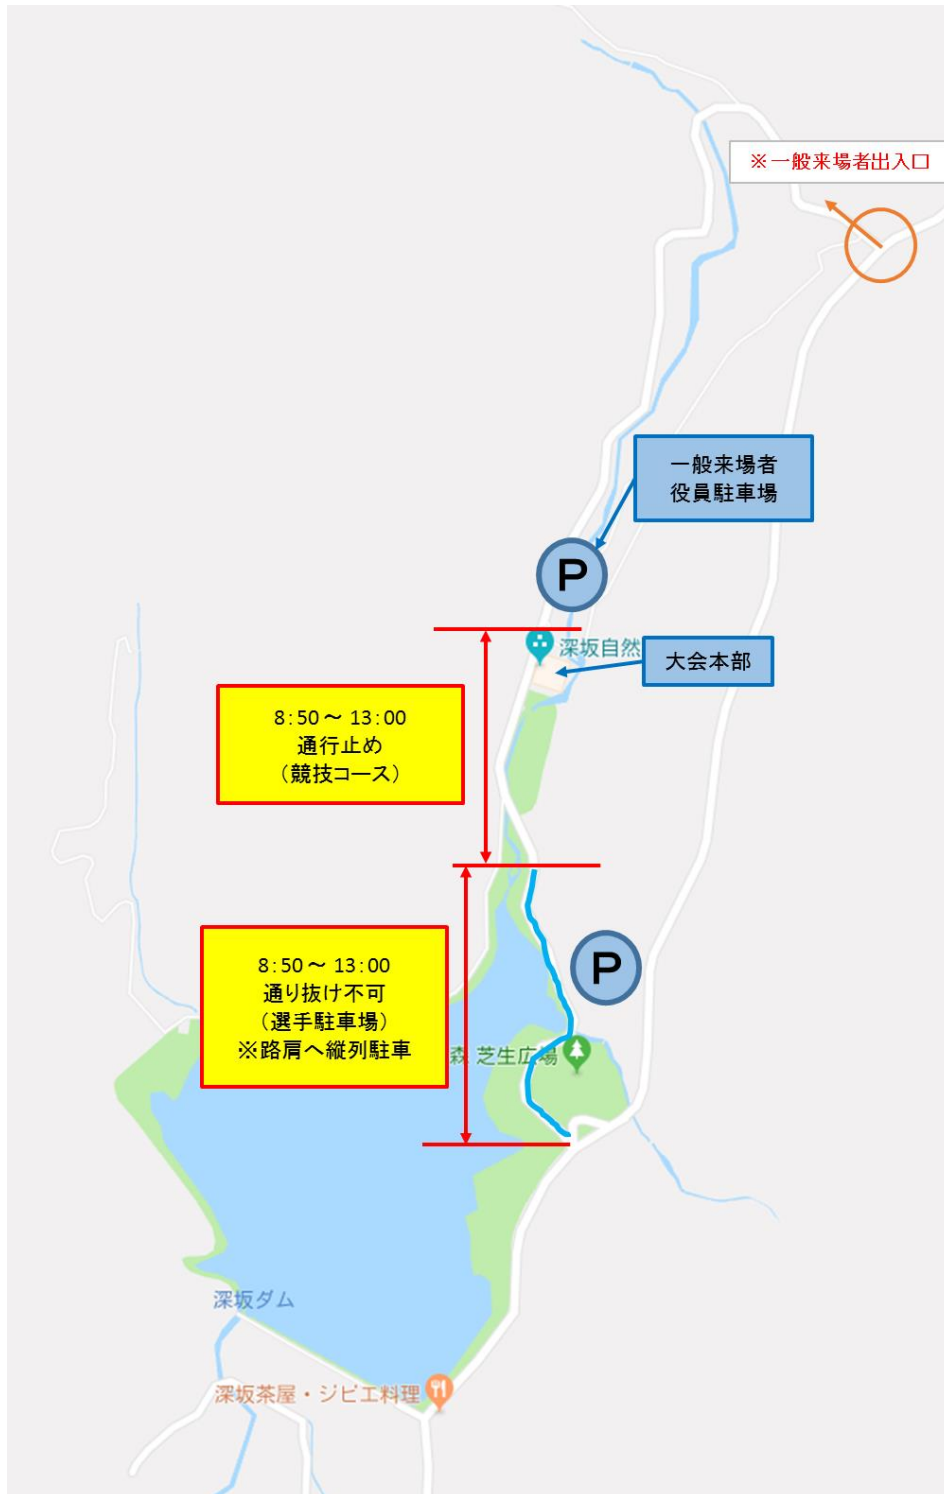 ※一般来場者出入口
一般来場者
役員駐車場
P
深坂自然
大会本部
8:50～13:00
通行止め
（競技コース）
8:50～13:00
通り抜け不可
（選手駐車場）
※路肩へ縦列駐車
P
森 芝生広場
深坂ダム
深坂茶屋・ジビエ料理